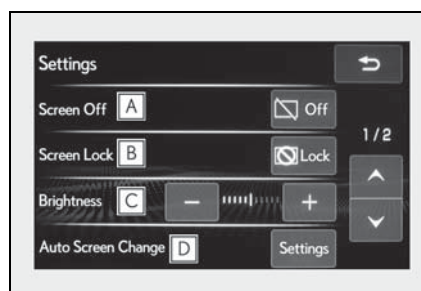 Settings
Screen Off A Off
1/2
Screen Lock B Lock
Brightness C − +
Auto Screen Change D Settings